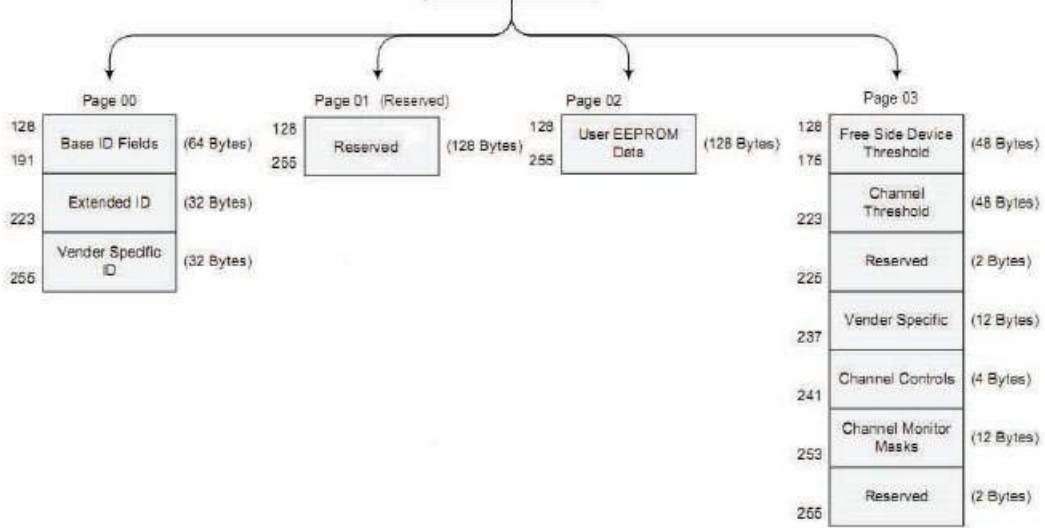 Page 00
128
Base ID Fields
(64 Bytes)
191
Extended ID
(32 Bytes)
223
Vender Specific
ID
(32 Bytes)
255
Page 01 (Reserved)
128
Reserved
(128 Bytes)
255
Page 02
128
User EEPROM
Data
(128 Bytes)
255
Page 03
128
Free Side Device
Threshold
(48 Bytes)
175
Channel
Threshold
(48 Bytes)
223
Reserved
(2 Bytes)
225
Vender Specific
(12 Bytes)
237
Channel Controls
(4 Bytes)
241
Channel Monitor
Masks
(12 Bytes)
253
Reserved
(2 Bytes)
255